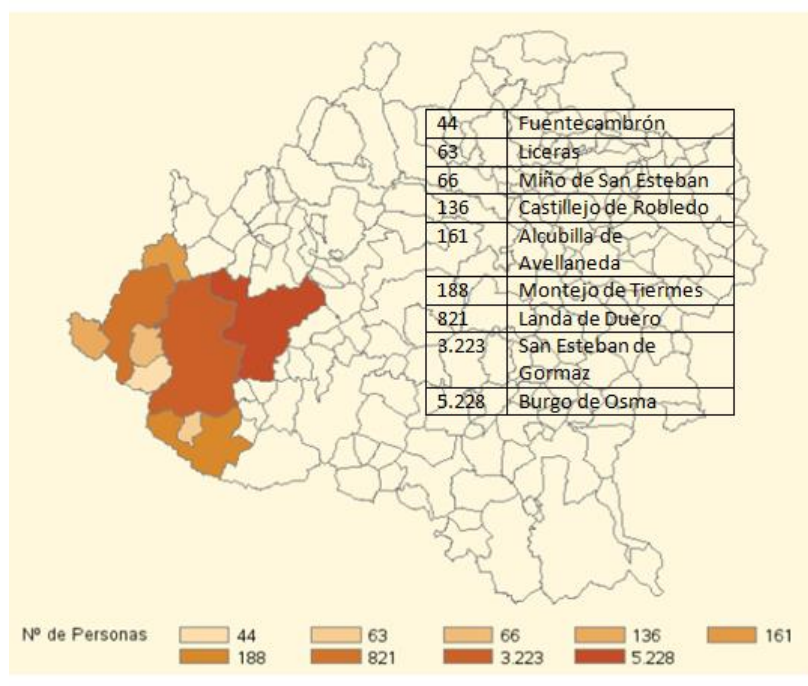 44 Fuentecambrón
63 Liceras
66 Miño de San Esteban
136 Castillejo de Robledo
161 Alcubilla de
Avellaneda
188 Montejo de Tiermes
821 Landa de Duero
3.223 San Esteban de
Gormaz
5.228 Burgo de Osma
Nº de Personas 44 63 66 136 161
188 821 3.223 5.228